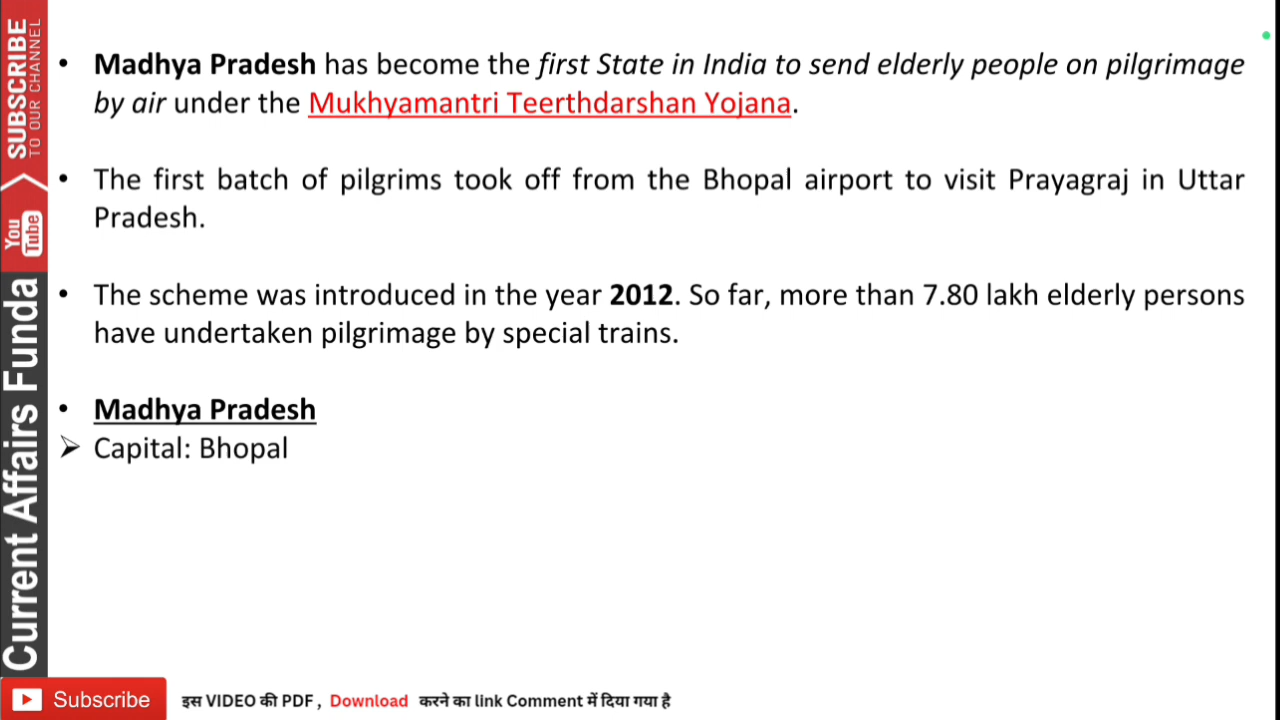 • Madhya Pradesh has become the first State in India to send elderly people on pilgrimage
by air under the Mukhyamantri Teerthdarshan Yojana.
• The first batch of pilgrims took off from the Bhopal airport to visit Prayagraj in Uttar
Pradesh.
• The scheme was introduced in the year 2012. So far, more than 7.80 lakh elderly persons
have undertaken pilgrimage by special trains.
• Madhya Pradesh
➢ Capital: Bhopal
SUBSCRIBE
TO OUR CHANNEL
You
Tube
Current Affairs Funda
Subscribe
इस VIDEO की PDF , Download करने का link Comment में दिया गया है